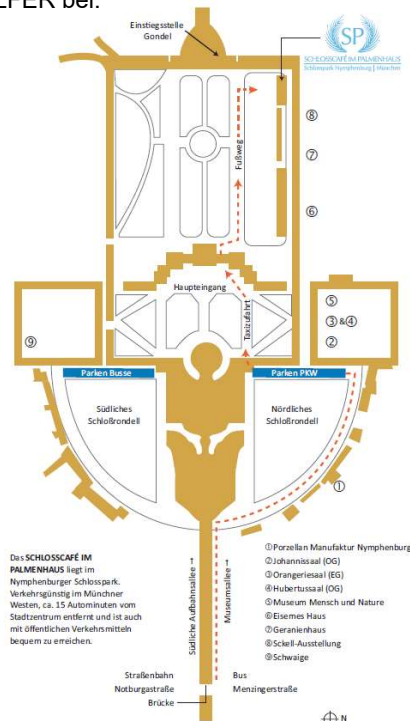 LFER bei.
Einstiegsstelle
Gondel
SP
SCHLOSSCAFÉ IM PALMENHAUS
Schlosspark Nymphenburg | München
Fußweg
⑧
⑦
⑥
Haupteingang
Taxizufahrt
⑨
⑤
③&④
②
Parken Busse
Parken PKW
Südliches
Schloßrondell
Nördliches
Schloßrondell
①
Das SCHLOSSCAFÉ IM
PALMENHAUS liegt im
Nymphenburger Schlosspark.
Verkehrsgünstig im Münchner
Westen, ca. 15 Autominuten vom
Stadtzentrum entfernt und ist auch
mit öffentlichen Verkehrsmitteln
bequem zu erreichen.
Südliche Auffahrtsallee →
Museumsallee →
①Porzellan Manufaktur Nymphenburg
②Johannissaal (OG)
③Orangeriesaal (EG)
④Hubertussaal (OG)
⑤Museum Mensch und Nature
⑥Eisernes Haus
⑦Geranienhaus
⑧Sckell-Ausstellung
⑨Schwaige
Straßenbahn
Notburgastraße
Brücke
Bus
Menzingerstraße
N